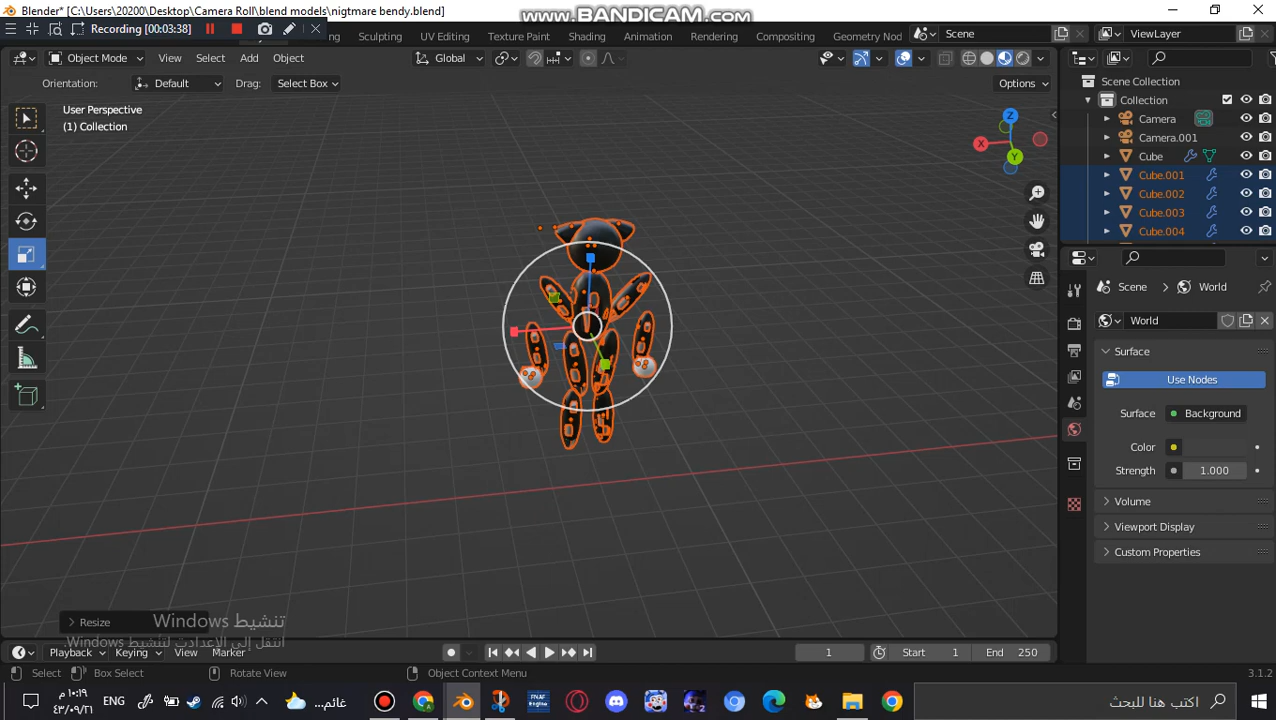 Blender* [C:\Users\20200\Desktop\Camera Roll\blend models\nigtmare bendy.blend]
www.BANDICAM.com
Recording [00:03:38]
Sculpting UV Editing Texture Paint Shading Animation Rendering Compositing Geometry Nod Scene ViewLayer
Object Mode View Select Add Object Global
Orientation: Default Drag: Select Box Options
User Perspective
(1) Collection
Scene Collection
Collection
Camera
Camera.001
Cube
Cube.001
Cube.002
Cube.003
Cube.004
X Y Z
Scene World
World
Surface
Use Nodes
Surface Background
Color
Strength 1.000
Volume
Viewport Display
Custom Properties
Resize
تنشيط Windows
انتقل إلى الإعدادات لتنشيط Windows.
Playback Keying View Marker 1 Start 1 End 250
Select Box Select Rotate View Object Context Menu 3.1.2
ENG
غائم...
FNAF Engine
اكتب هنا للبحث